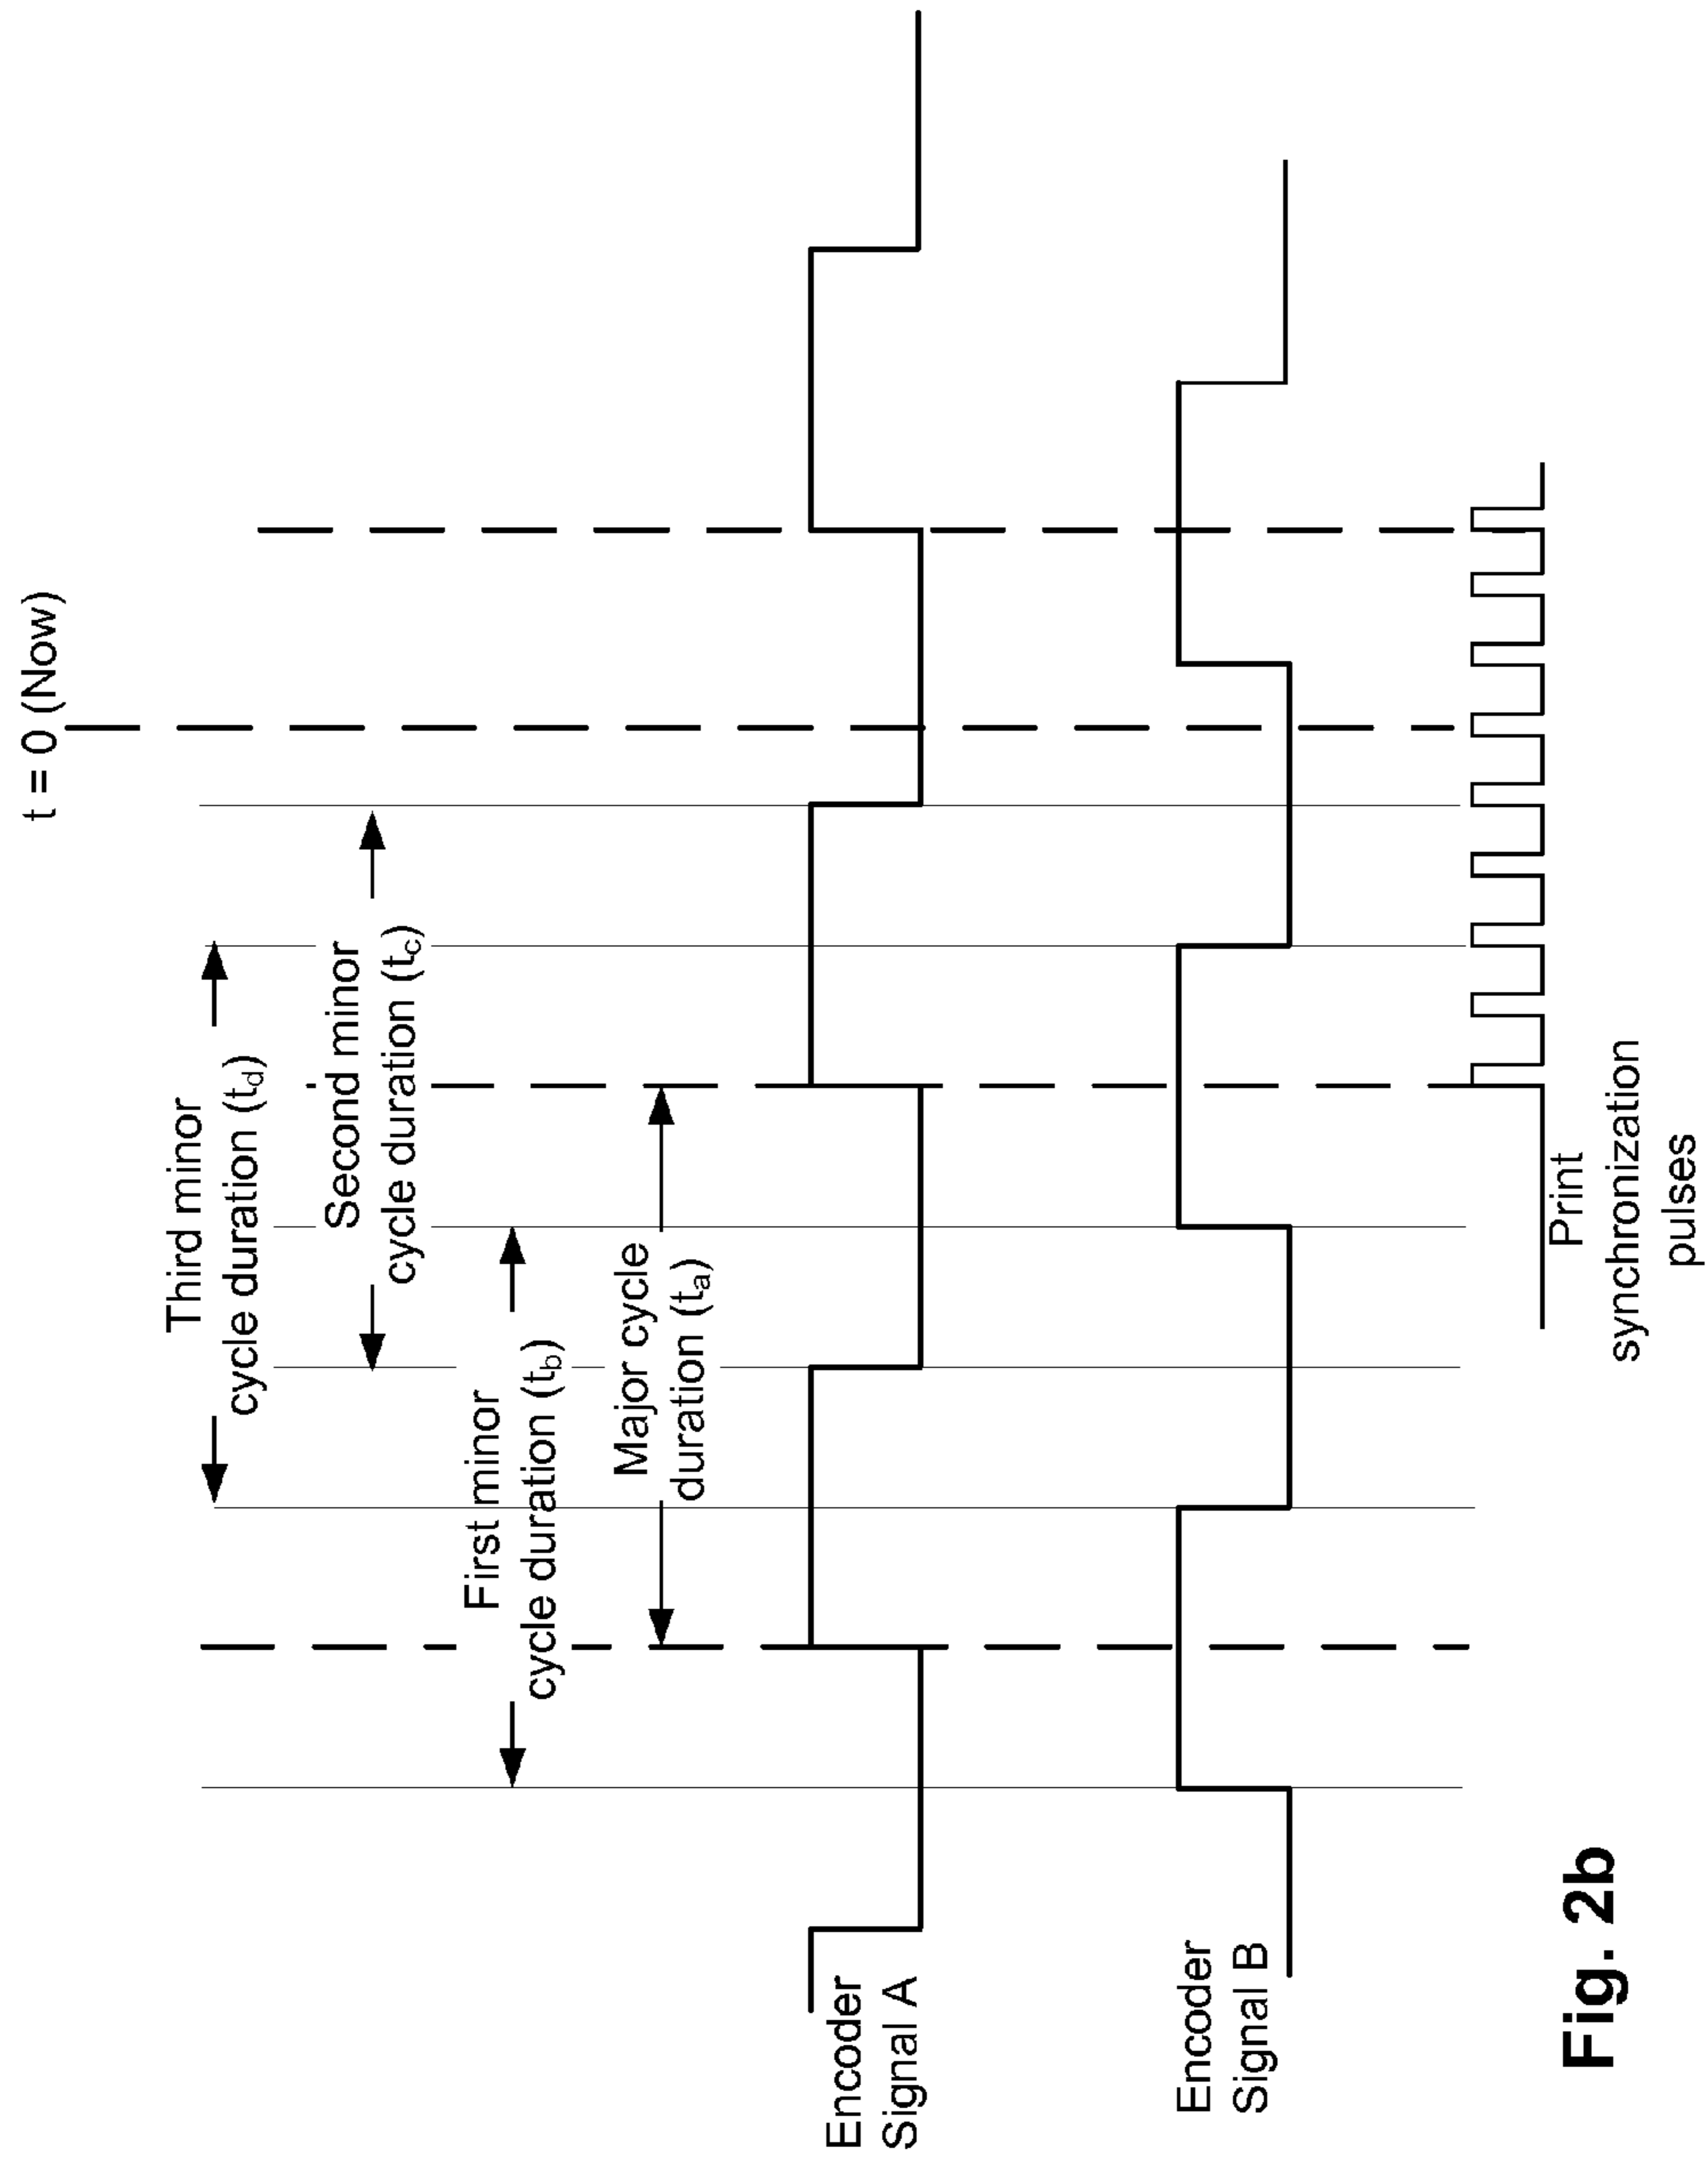 t = 0 (Now)
Third minor
cycle duration (td)
Second minor
cycle duration (tc)
First minor
cycle duration (tb)
Major cycle
duration (ta)
Encoder
Signal A
Encoder
Signal B
Print
synchronization
pulses
Fig. 2b